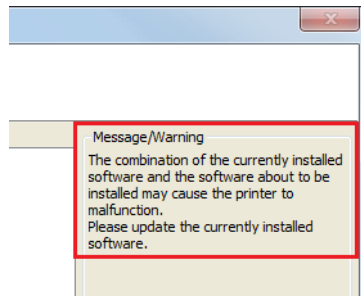 Message/Warning
The combination of the currently installed
software and the software about to be
installed may cause the printer to
malfunction.
Please update the currently installed
software.